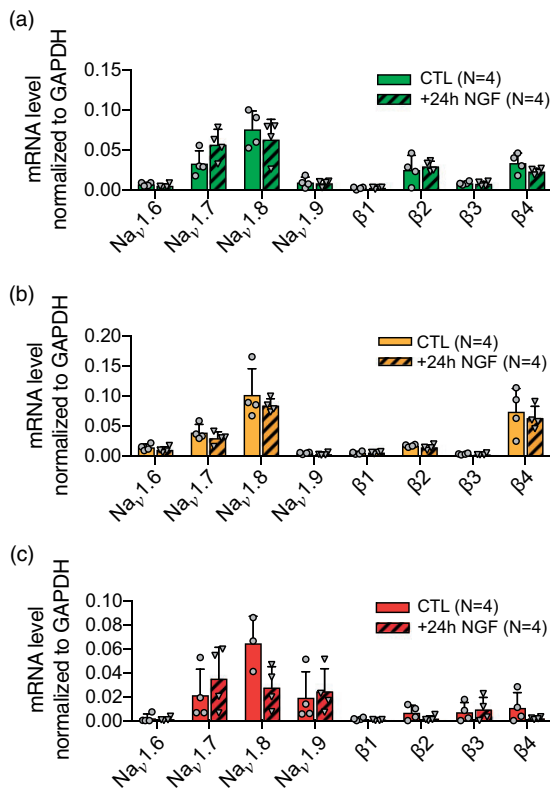 (a)
mRNA level
normalized to GAPDH
0.15
0.10
0.05
0.00
CTL (N=4)
+24h NGF (N=4)
Naᵥ1.6
Naᵥ1.7
Naᵥ1.8
Naᵥ1.9
β1
β2
β3
β4
(b)
mRNA level
normalized to GAPDH
0.20
0.15
0.10
0.05
0.00
CTL (N=4)
+24h NGF (N=4)
Naᵥ1.6
Naᵥ1.7
Naᵥ1.8
Naᵥ1.9
β1
β2
β3
β4
(c)
mRNA level
normalized to GAPDH
0.10
0.08
0.06
0.04
0.02
0.00
CTL (N=4)
+24h NGF (N=4)
Naᵥ1.6
Naᵥ1.7
Naᵥ1.8
Naᵥ1.9
β1
β2
β3
β4